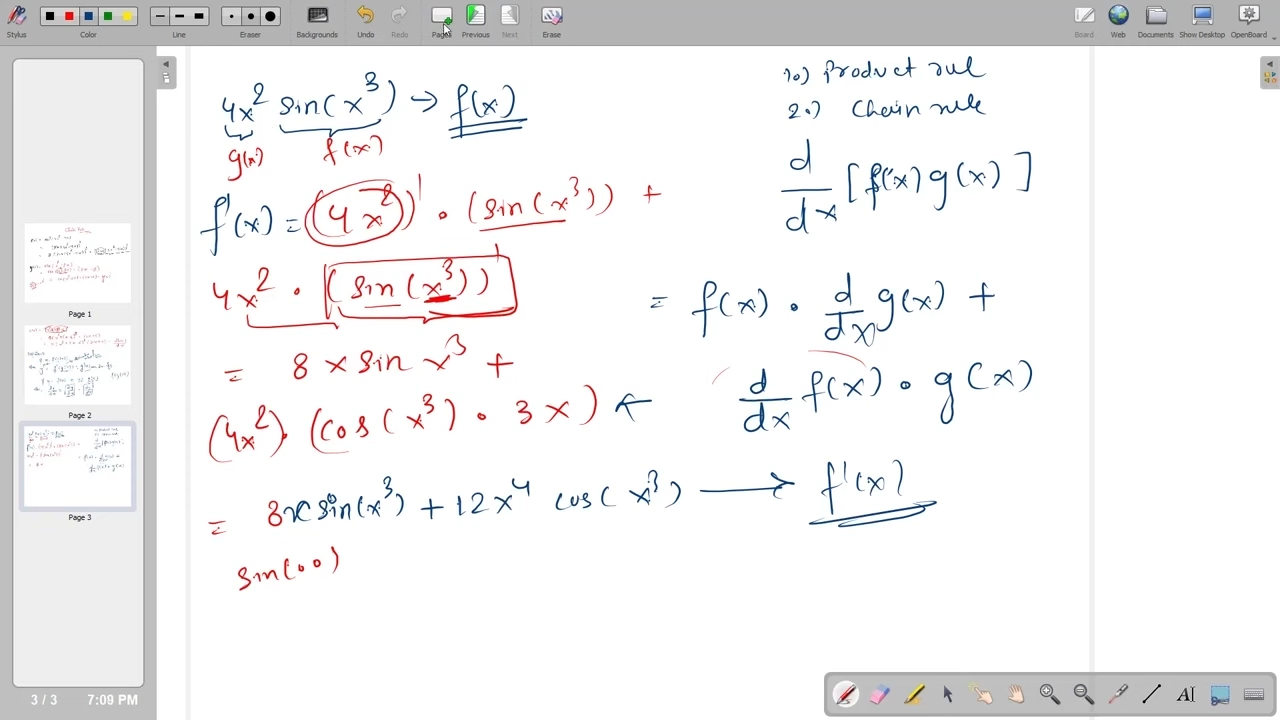 Stylus Color Line Eraser Backgrounds Undo Redo Pages Previous Next Erase Board Web Documents Show Desktop OpenBoard
4x² sin(x³) → f(x)
g(x) f(x)
f'(x) = (4x²)' • (sin(x³)) +
4x² • (sin(x³))'
= 8 x sin x³ +
(4x²)• (cos(x³) • 3x) ←
= 8x sin(x³) + 12x⁴ cos(x³) → f'(x)
sin(••)
1.) Product rul
2.) Chain rule
d/dx [f(x) g(x)]
= f(x) • d/dx g(x) +
d/dx f(x) • g(x)
Page 1
Page 2
Page 3
3 / 3 7:09 PM